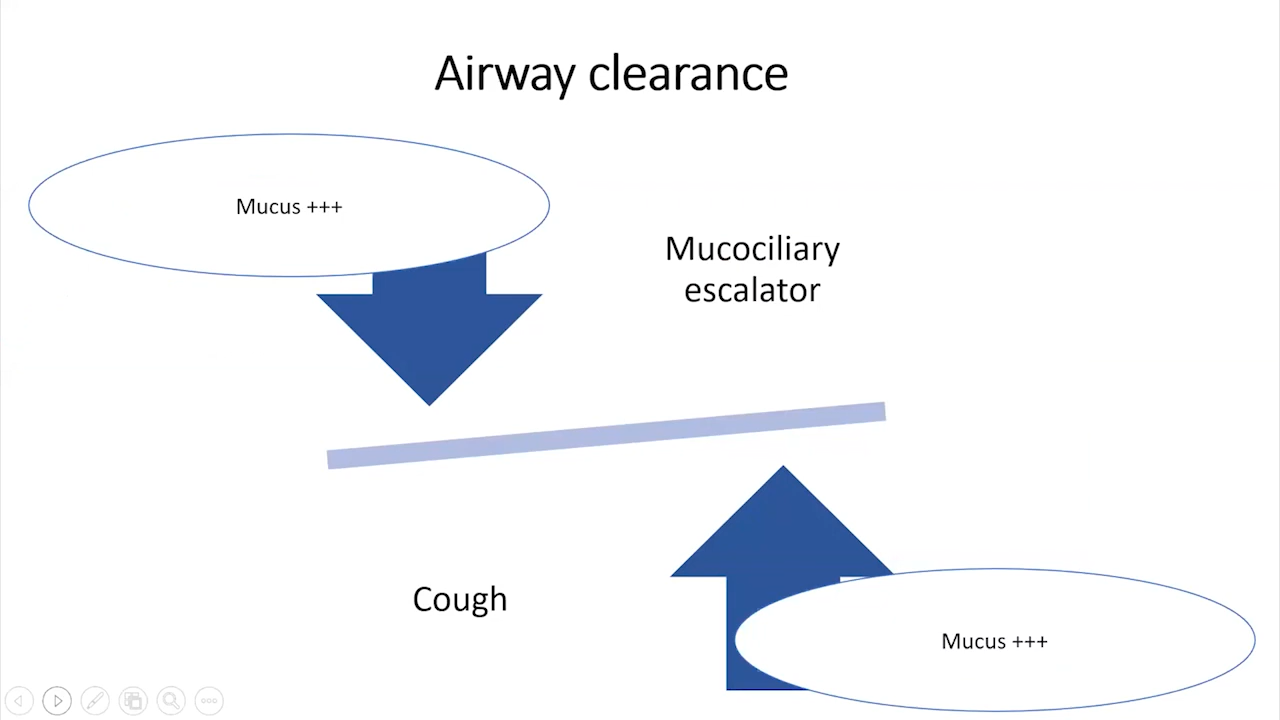 Airway clearance
Mucus +++
Mucociliary
escalator
Cough
Mucus +++